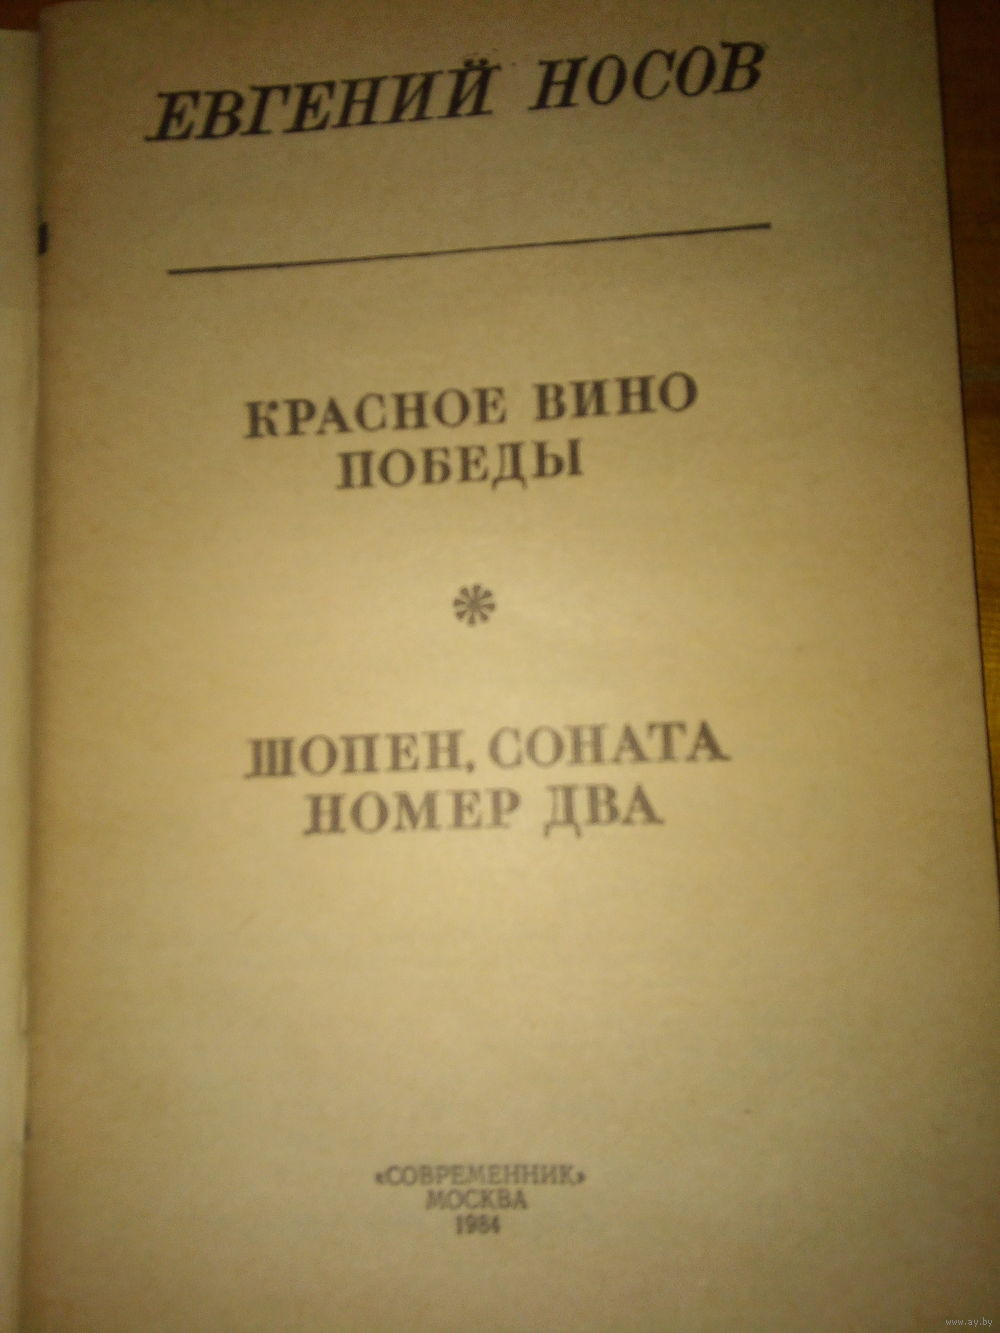 ЕВГЕНИЙ НОСОВ
КРАСНОЕ ВИНО
ПОБЕДЫ
ШОПЕН, СОНАТА
НОМЕР ДВА
«СОВРЕМЕННИК»
МОСКВА
1984
www.ay.by